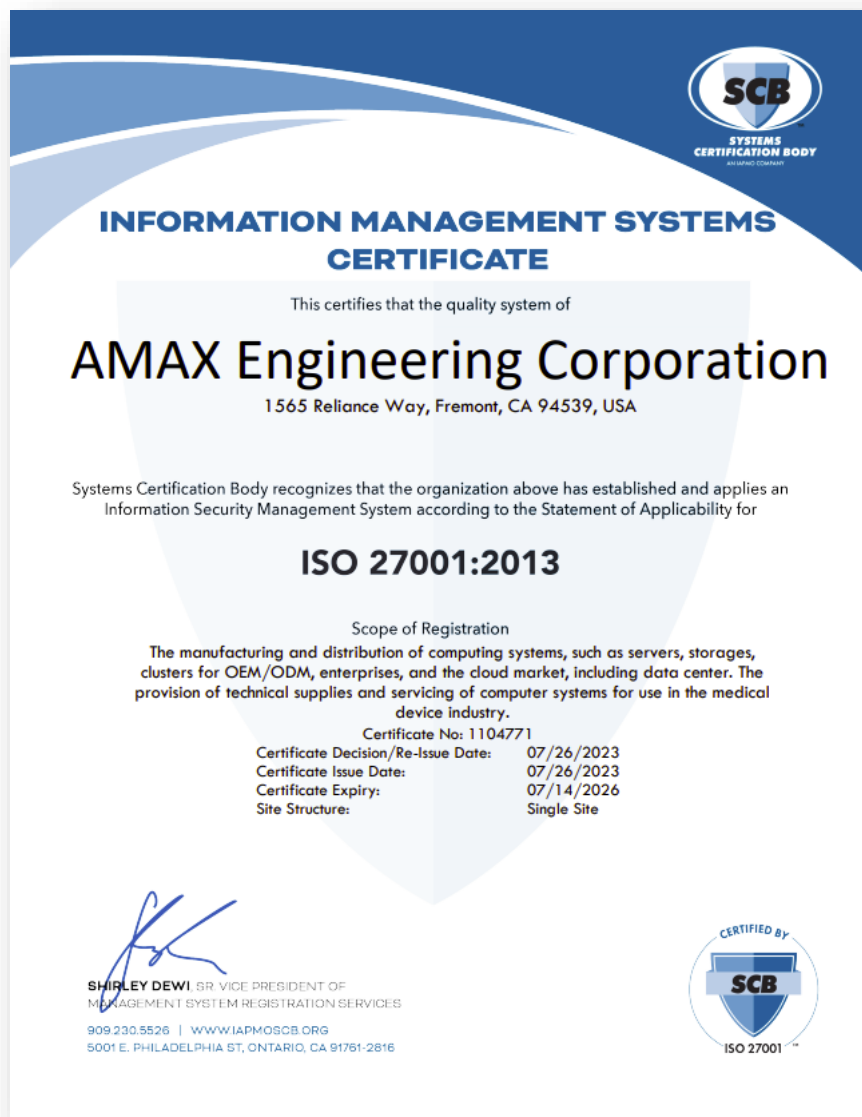 SCB
SYSTEMS
CERTIFICATION BODY
AN IAPMO COMPANY
INFORMATION MANAGEMENT SYSTEMS
CERTIFICATE
This certifies that the quality system of
AMAX Engineering Corporation
1565 Reliance Way, Fremont, CA 94539, USA
Systems Certification Body recognizes that the organization above has established and applies an
Information Security Management System according to the Statement of Applicability for
ISO 27001:2013
Scope of Registration
The manufacturing and distribution of computing systems, such as servers, storages,
clusters for OEM/ODM, enterprises, and the cloud market, including data center. The
provision of technical supplies and servicing of computer systems for use in the medical
device industry.
Certificate No: 1104771
Certificate Decision/Re-Issue Date: 07/26/2023
Certificate Issue Date: 07/26/2023
Certificate Expiry: 07/14/2026
Site Structure: Single Site
SHIRLEY DEWI, SR. VICE PRESIDENT OF
MANAGEMENT SYSTEM REGISTRATION SERVICES
909.230.5526 | WWW.IAPMOSCB.ORG
5001 E. PHILADELPHIA ST, ONTARIO, CA 91761-2816
CERTIFIED BY
SCB
ISO 27001 ™